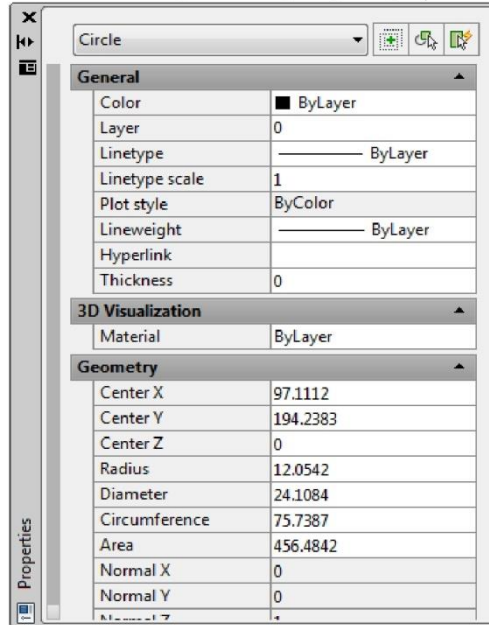 Circle
General
Color ByLayer
Layer 0
Linetype ByLayer
Linetype scale 1
Plot style ByColor
Lineweight ByLayer
Hyperlink
Thickness 0
3D Visualization
Material ByLayer
Geometry
Center X 97.1112
Center Y 194.2383
Center Z 0
Radius 12.0542
Diameter 24.1084
Circumference 75.7387
Area 456.4842
Normal X 0
Normal Y 0
Normal Z 1
Properties